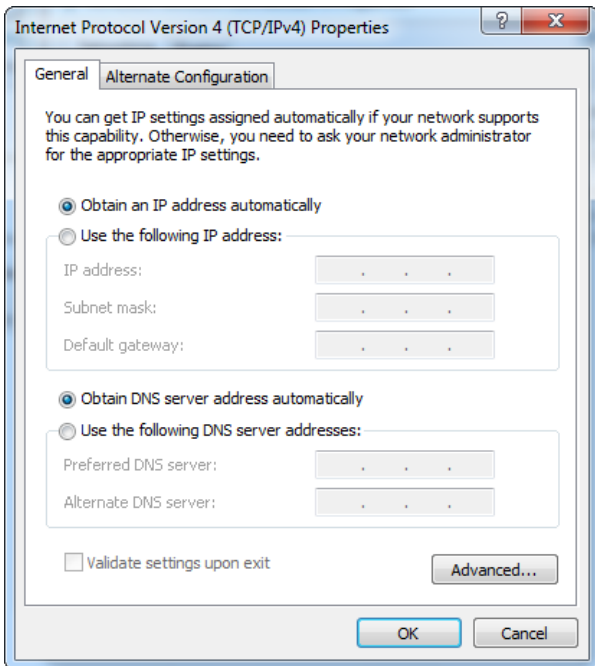 Internet Protocol Version 4 (TCP/IPv4) Properties
?
X
General
Alternate Configuration
You can get IP settings assigned automatically if your network supports
this capability. Otherwise, you need to ask your network administrator
for the appropriate IP settings.
Obtain an IP address automatically
Use the following IP address:
IP address: . . .
Subnet mask: . . .
Default gateway: . . .
Obtain DNS server address automatically
Use the following DNS server addresses:
Preferred DNS server: . . .
Alternate DNS server: . . .
Validate settings upon exit
Advanced...
OK
Cancel